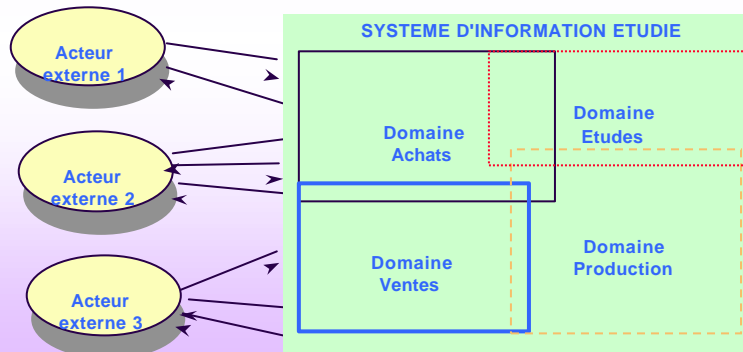 SYSTEME D'INFORMATION ETUDIE
Acteur
externe 1
Domaine
Etudes
Domaine
Achats
Acteur
externe 2
Domaine
Production
Domaine
Ventes
Acteur
externe 3